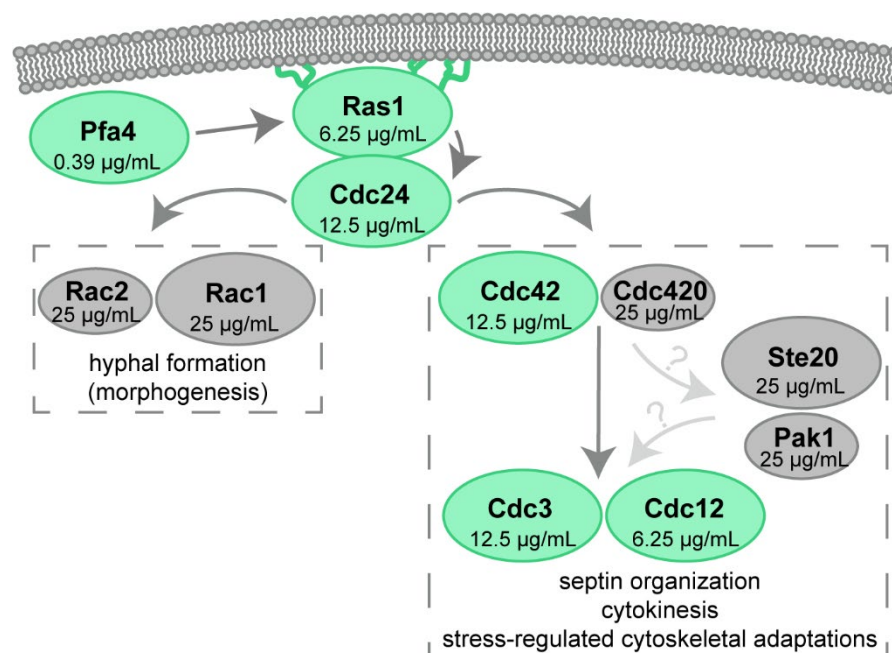 Pfa4
0.39 µg/mL
Ras1
6.25 µg/mL
Cdc24
12.5 µg/mL
Rac2
25 µg/mL
Rac1
25 µg/mL
hyphal formation
(morphogenesis)
Cdc42
12.5 µg/mL
Cdc420
25 µg/mL
?
Ste20
25 µg/mL
?
Pak1
25 µg/mL
Cdc3
12.5 µg/mL
Cdc12
6.25 µg/mL
septin organization
cytokinesis
stress-regulated cytoskeletal adaptations